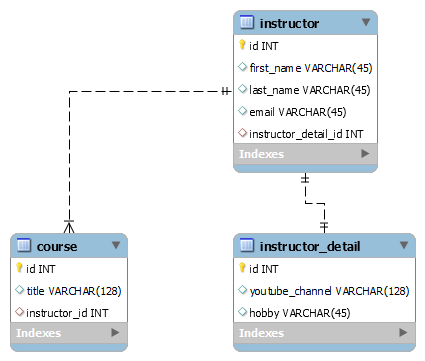 instructor
id INT
first_name VARCHAR(45)
last_name VARCHAR(45)
email VARCHAR(45)
instructor_detail_id INT
Indexes
course
id INT
title VARCHAR(128)
instructor_id INT
Indexes
instructor_detail
id INT
youtube_channel VARCHAR(128)
hobby VARCHAR(45)
Indexes